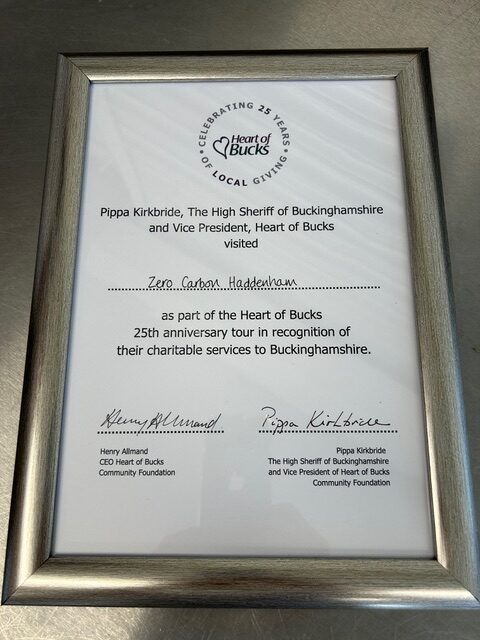 CELEBRATING 25 YEARS
• OF LOCAL GIVING •
Heart of
Bucks
Pippa Kirkbride, The High Sheriff of Buckinghamshire
and Vice President, Heart of Bucks
visited
Zero Carbon Haddenham
as part of the Heart of Bucks
25th anniversary tour in recognition of
their charitable services to Buckinghamshire.
Henry Allmand
Pippa Kirkbride
Henry Allmand
CEO Heart of Bucks
Community Foundation
Pippa Kirkbride
The High Sheriff of Buckinghamshire
and Vice President of Heart of Bucks
Community Foundation